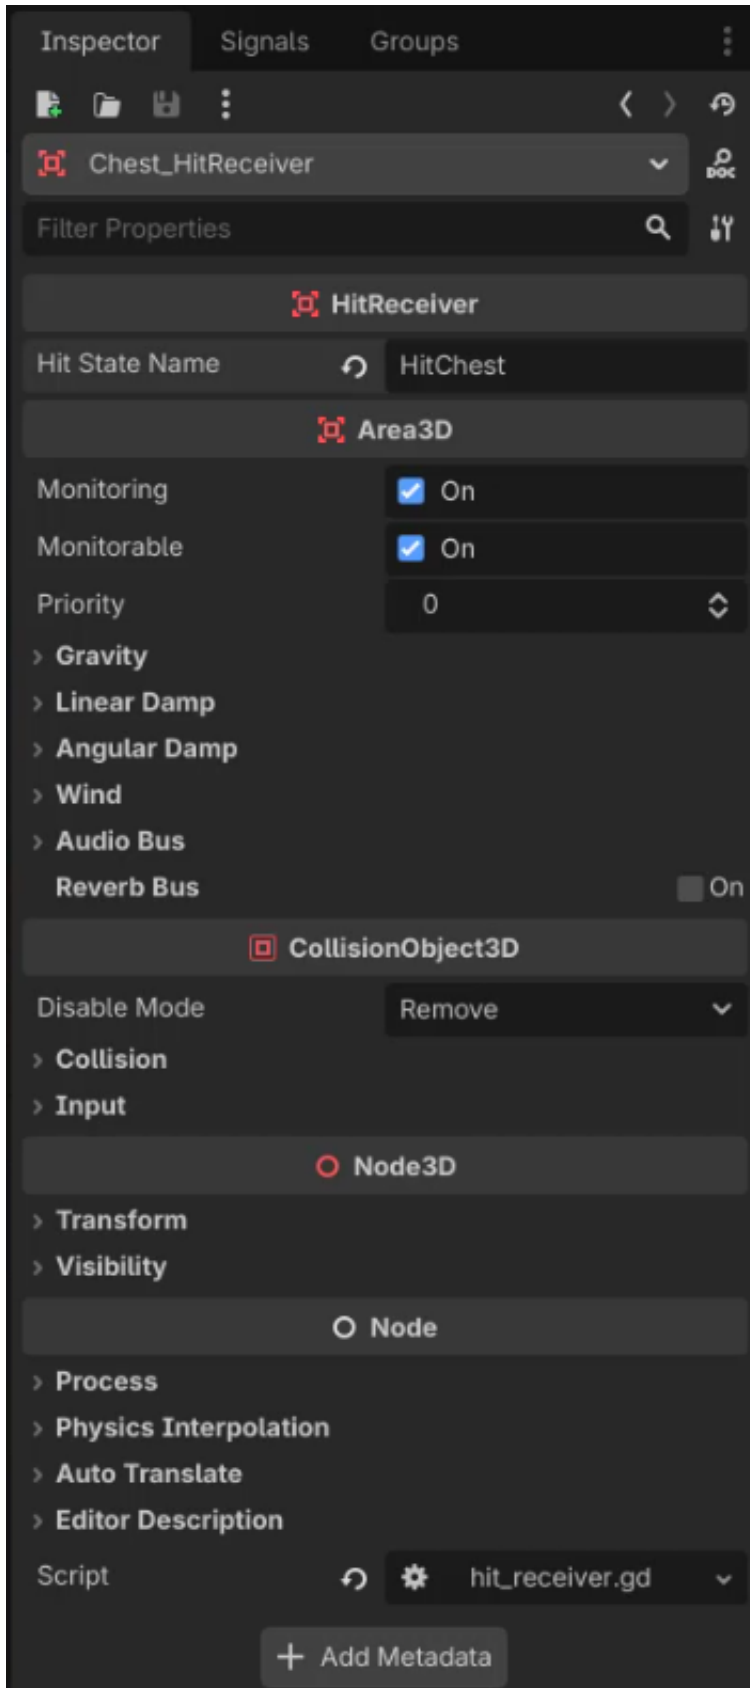 Inspector Signals Groups
Chest_HitReceiver
DOC
Filter Properties
HitReceiver
Hit State Name HitChest
Area3D
Monitoring On
Monitorable On
Priority 0
Gravity
Linear Damp
Angular Damp
Wind
Audio Bus
Reverb Bus On
CollisionObject3D
Disable Mode Remove
Collision
Input
Node3D
Transform
Visibility
Node
Process
Physics Interpolation
Auto Translate
Editor Description
Script hit_receiver.gd
Add Metadata